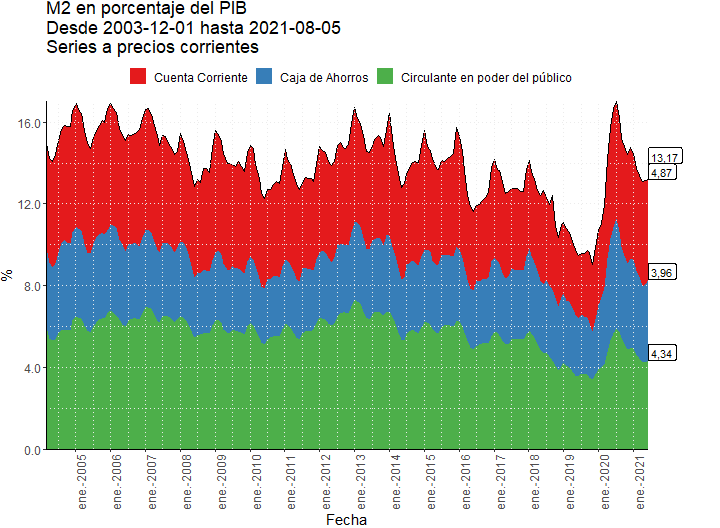 M2 en porcentaje del PIB
Desde 2003-12-01 hasta 2021-08-05
Series a precios corrientes
Cuenta Corriente
Caja de Ahorros
Circulante en poder del público
16.0
12.0
8.0
4.0
0.0
%
13,17
4,87
3,96
4,34
ene.-2005
ene.-2006
ene.-2007
ene.-2008
ene.-2009
ene.-2010
ene.-2011
ene.-2012
ene.-2013
ene.-2014
ene.-2015
ene.-2016
ene.-2017
ene.-2018
ene.-2019
ene.-2020
ene.-2021
Fecha